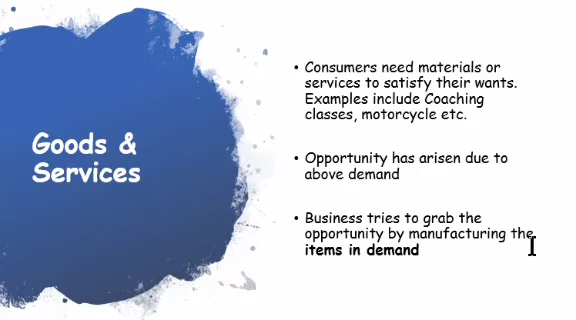 Goods &
Services
• Consumers need materials or
services to satisfy their wants.
Examples include Coaching
classes, motorcycle etc.
• Opportunity has arisen due to
above demand
• Business tries to grab the
opportunity by manufacturing the
items in demand